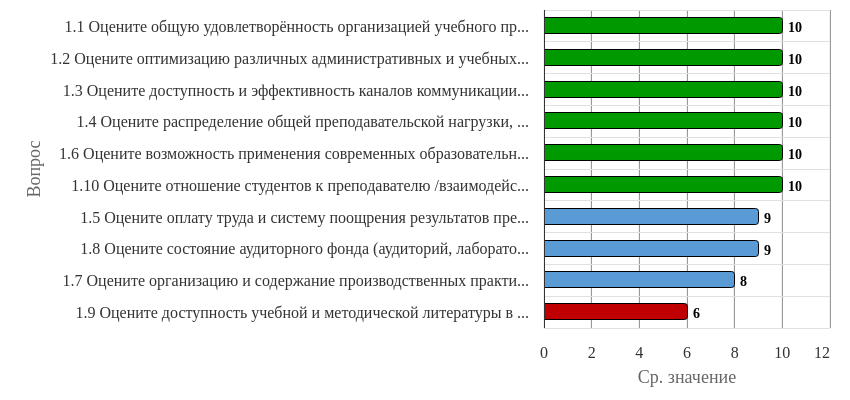 1.1 Оцените общую удовлетворённость организацией учебного пр... 10
1.2 Оцените оптимизацию различных административных и учебных... 10
1.3 Оцените доступность и эффективность каналов коммуникации... 10
1.4 Оцените распределение общей преподавательской нагрузки, ... 10
1.6 Оцените возможность применения современных образовательн... 10
1.10 Оцените отношение студентов к преподавателю /взаимодейс... 10
1.5 Оцените оплату труда и систему поощрения результатов пре... 9
1.8 Оцените состояние аудиторного фонда (аудиторий, лаборато... 9
1.7 Оцените организацию и содержание производственных практи... 8
1.9 Оцените доступность учебной и методической литературы в ... 6
Вопрос
0 2 4 6 8 10 12
Ср. значение